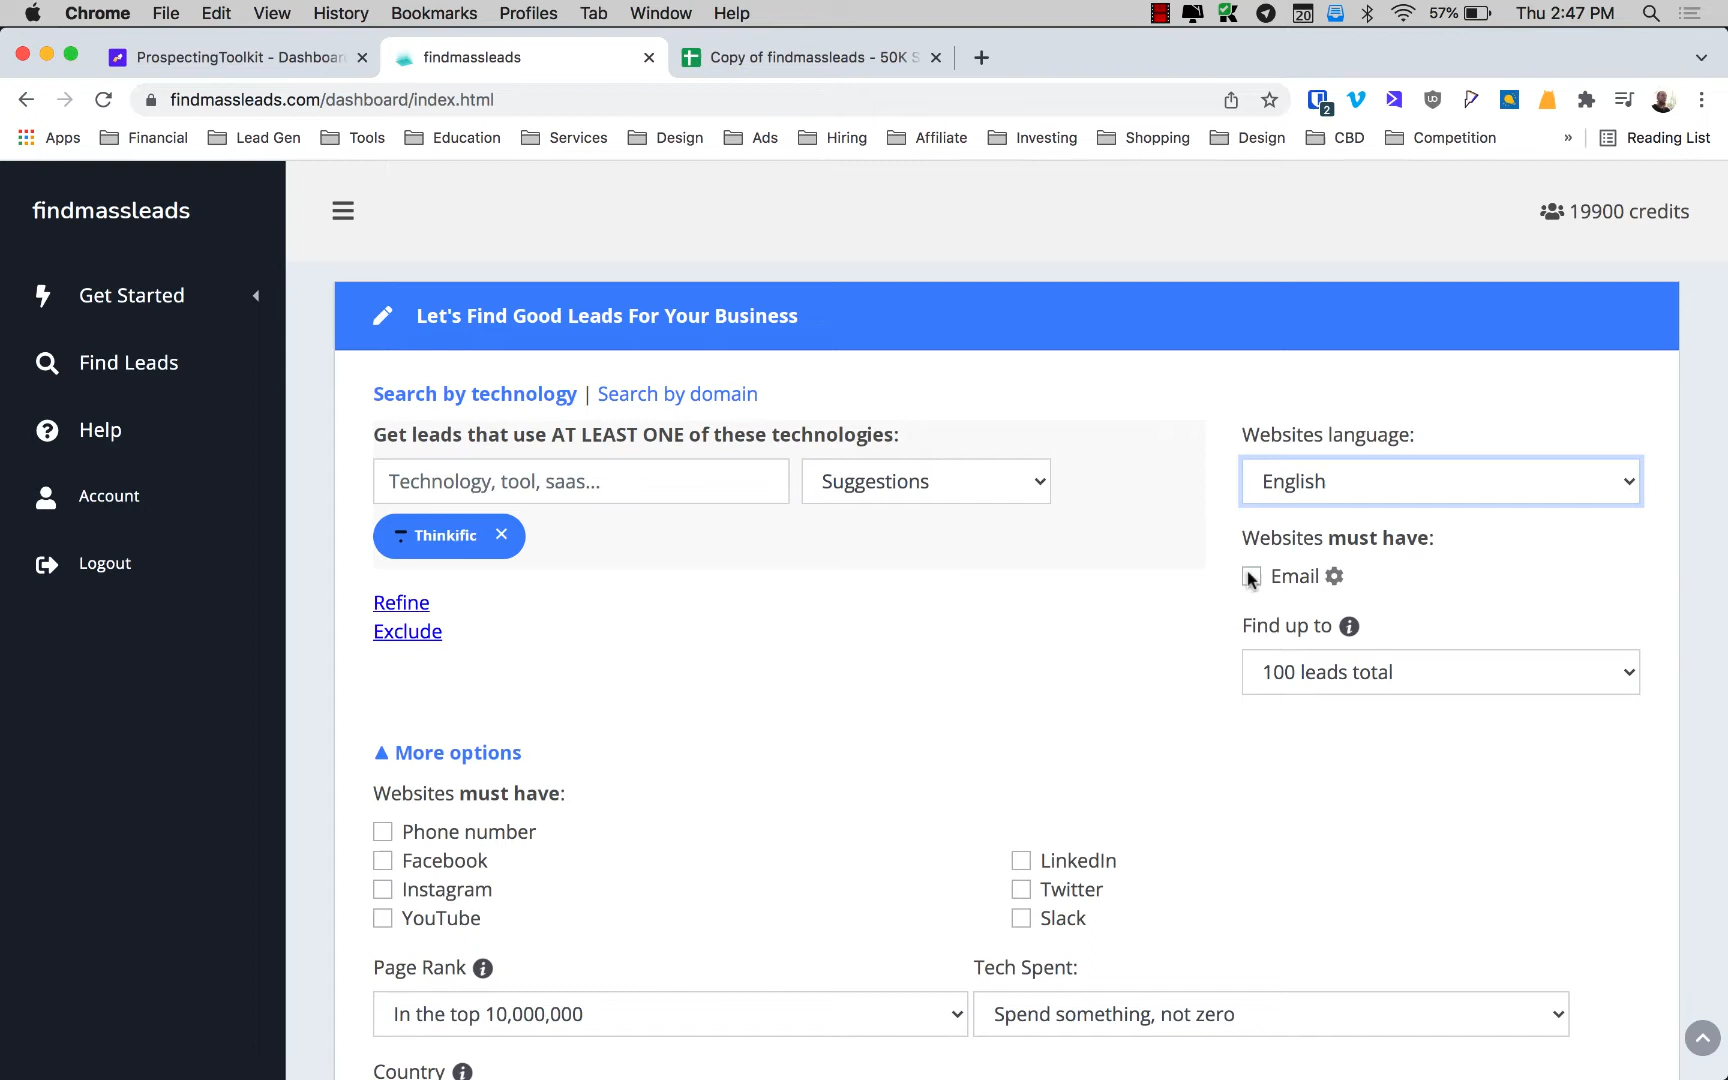 Chrome File Edit View History Bookmarks Profiles Tab Window Help 20 57% Thu 2:47 PM
ProspectingToolkit - Dashboar findmassleads Copy of findmassleads - 50K S
findmassleads.com/dashboard/index.html 2
Apps Financial Lead Gen Tools Education Services Design Ads Hiring Affiliate Investing Shopping Design CBD Competition » Reading List
findmassleads
19900 credits
Get Started
Find Leads
Help
Account
Logout
Let's Find Good Leads For Your Business
Search by technology | Search by domain
Get leads that use AT LEAST ONE of these technologies:
Technology, tool, saas... Suggestions
Thinkific
Refine
Exclude
Websites language:
English
Websites must have:
Email
Find up to
100 leads total
More options
Websites must have:
Phone number
Facebook LinkedIn
Instagram Twitter
YouTube Slack
Page Rank Tech Spent:
In the top 10,000,000 Spend something, not zero
Country